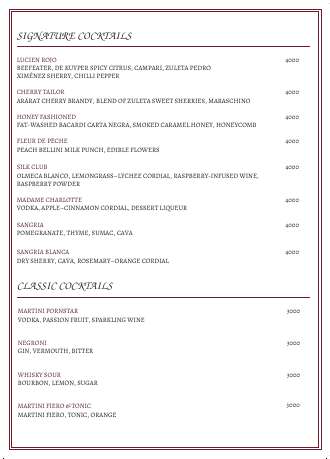 SIGNATURE COCKTAILS
LUCIEN ROJO 4000
BEEFEATER, DE KUYPER SPICY CITRUS, CAMPARI, ZULETA PEDRO
XIMÉNEZ SHERRY, CHILLI PEPPER
CHERRY TAILOR 4000
ARARAT CHERRY BRANDY, BLEND OF ZULETA SWEET SHERRIES, MARASCHINO
HONEY FASHIONED 4000
FAT-WASHED BACARDI CARTA NEGRA, SMOKED CARAMEL HONEY, HONEYCOMB
FLEUR DE PÊCHE 4000
PEACH BELLINI MILK PUNCH, EDIBLE FLOWERS
SILK CLUB 4000
OLMECA BLANCO, LEMONGRASS–LYCHEE CORDIAL, RASPBERRY-INFUSED WINE,
RASPBERRY POWDER
MADAME CHARLOTTE 4000
VODKA, APPLE–CINNAMON CORDIAL, DESSERT LIQUEUR
SANGRIA 4000
POMEGRANATE, THYME, SUMAC, CAVA
SANGRIA BLANCA 4000
DRY SHERRY, CAVA, ROSEMARY–ORANGE CORDIAL
CLASSIC COCKTAILS
MARTINI PORNSTAR 3000
VODKA, PASSION FRUIT, SPARKLING WINE
NEGRONI 3000
GIN, VERMOUTH, BITTER
WHISKY SOUR 3000
BOURBON, LEMON, SUGAR
MARTINI FIERO & TONIC 3000
MARTINI FIERO, TONIC, ORANGE